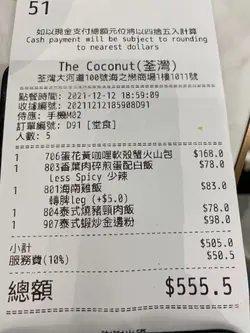 51
如以現金支付總額元位將以四捨五入計算
Cash payment will be subject to rounding
to nearest dollars
The Coconut(荃灣)
荃灣大河道100號海之戀商場1樓1011號
點餐時間: 2021-12-12 18:59:09
收據編號: 20211212185908D91
侍應: 手機M02
訂單編號: D91 [堂食]
人數: 5
1 706蛋花黃咖哩軟殼蟹火山包 $168.0
1 803香葉肉碎煎蛋配白飯 $78.0
Less Spicy 少辣
1 801海南雞飯 $83.0
轉脾leg (+$5.0)
1 804泰式燒豬頸肉飯 $78.0
1 907泰式蝦炒金邊粉 $98.0
小計 $505.0
服務費(10%) $50.5
總額 $555.5